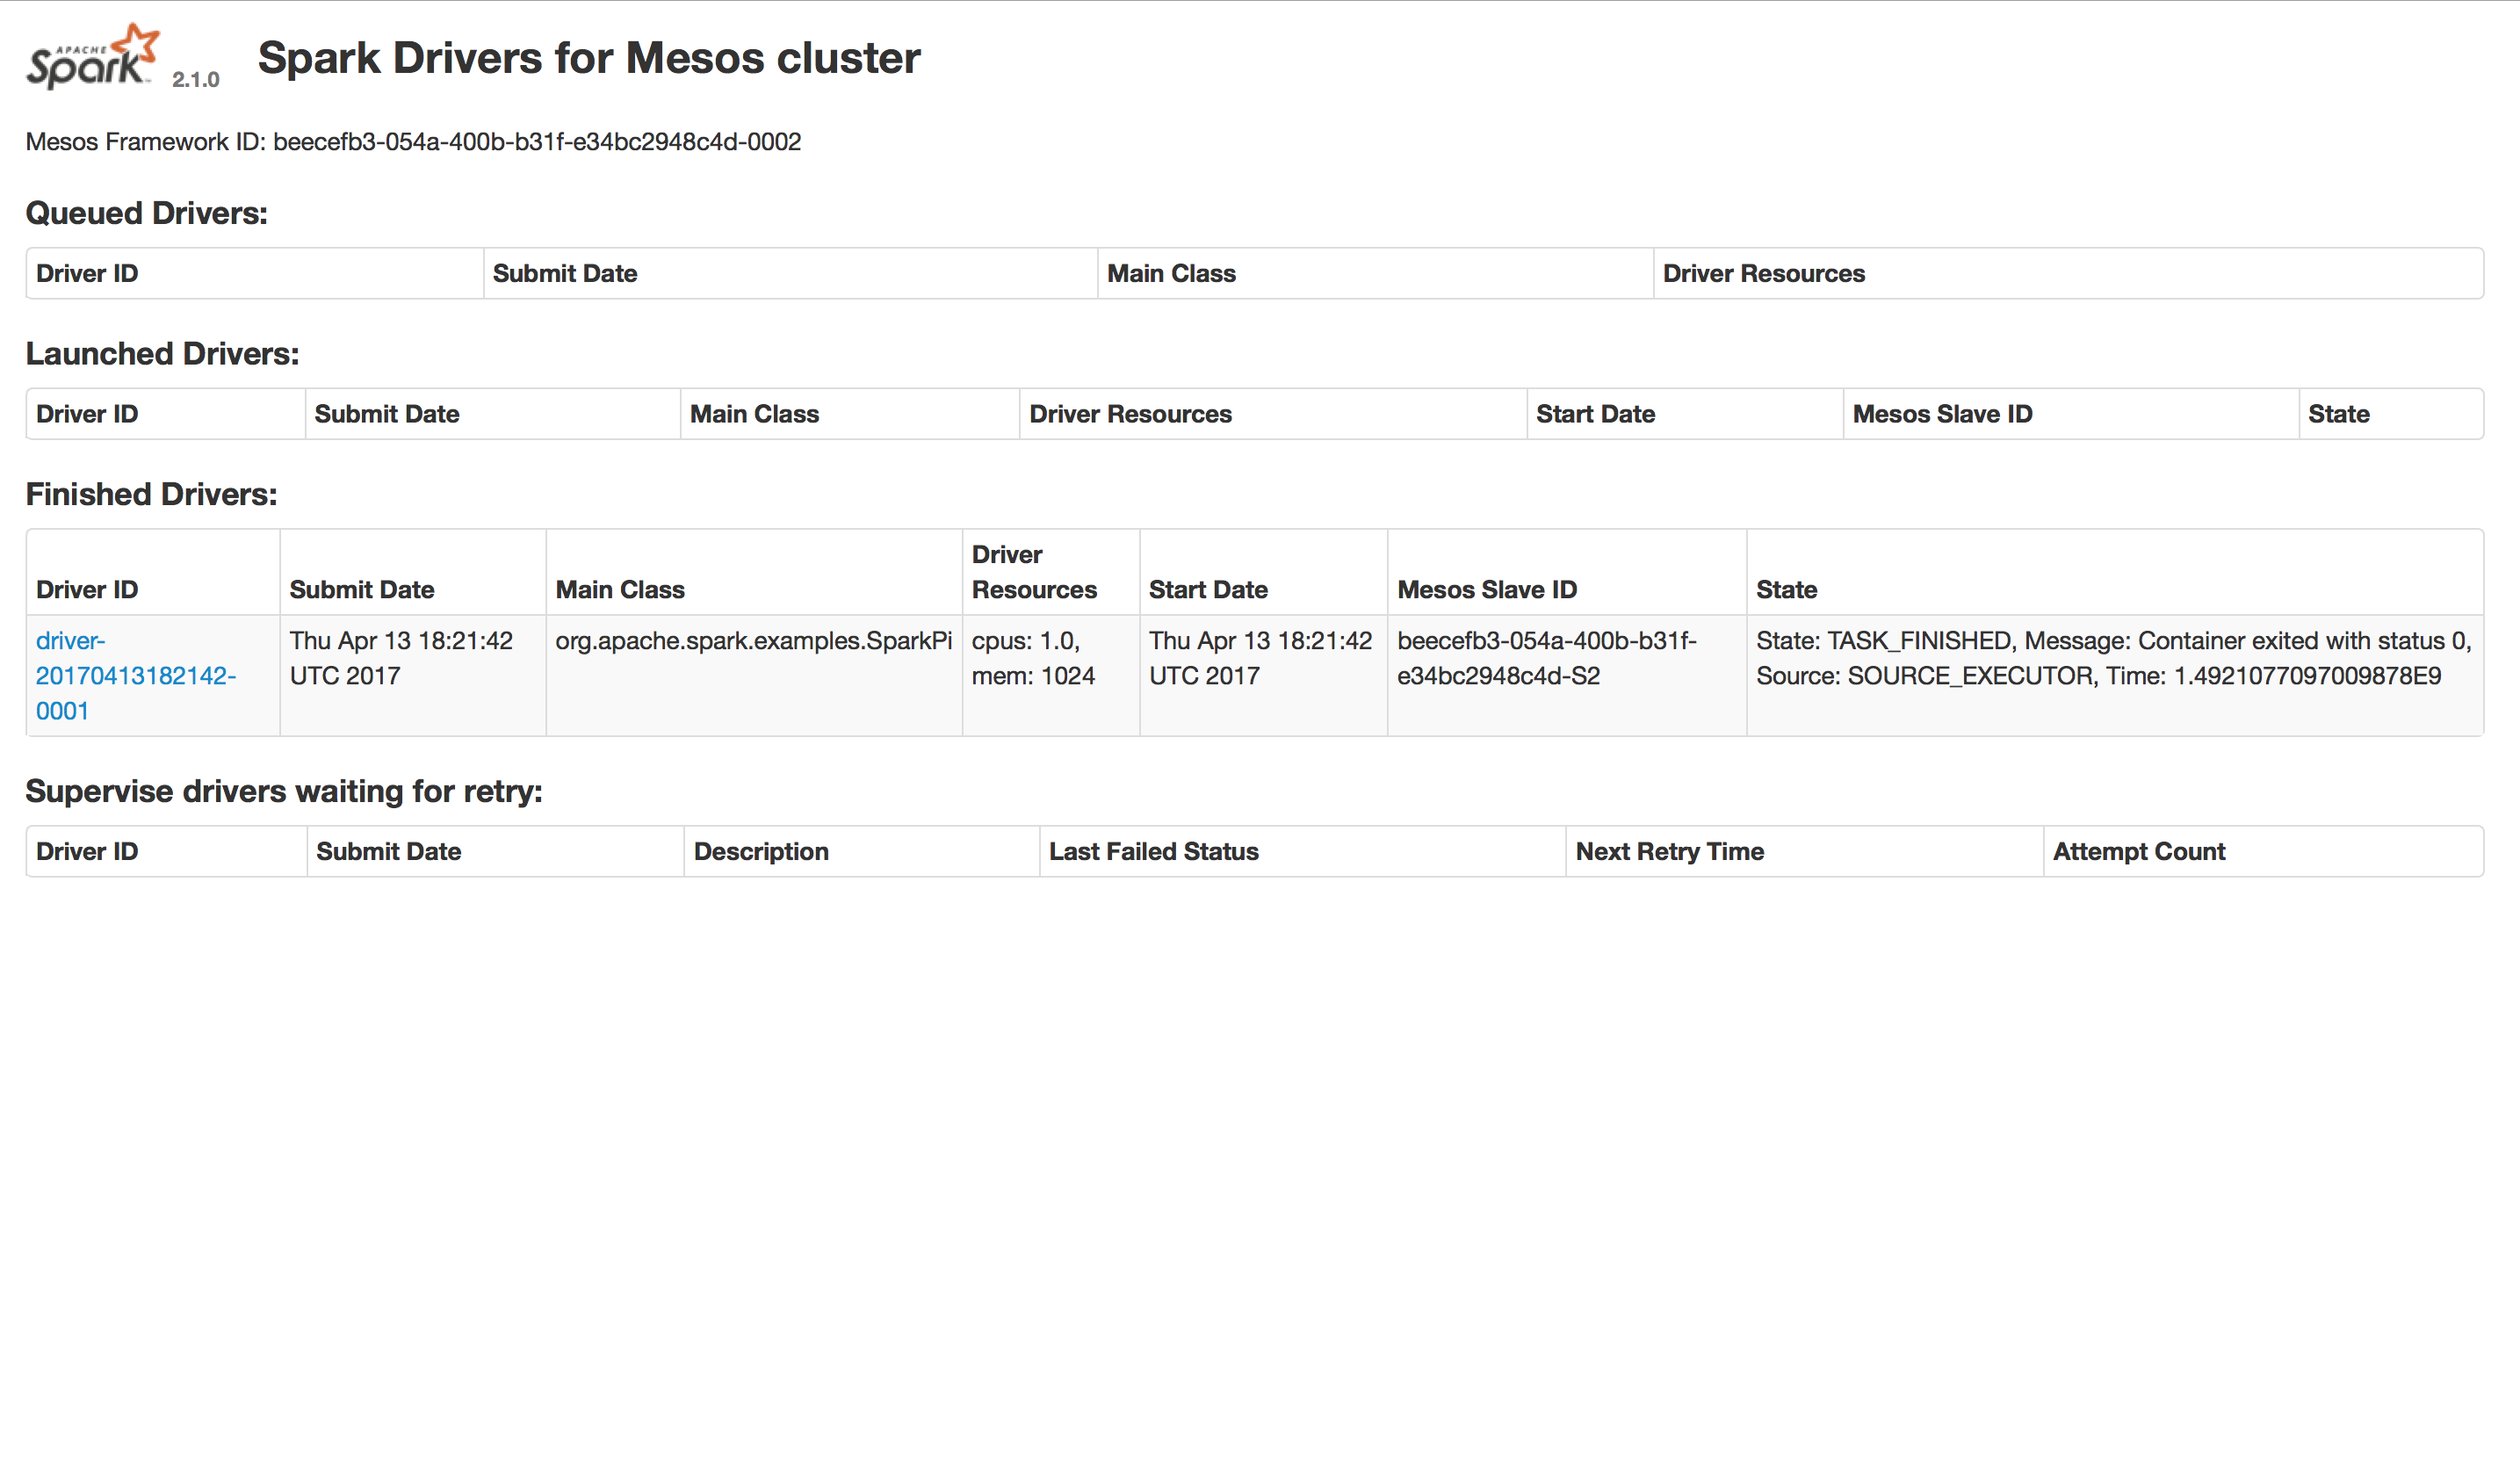 APACHE
Spark 2.1.0 Spark Drivers for Mesos cluster
Mesos Framework ID: beecefb3-054a-400b-b31f-e34bc2948c4d-0002
Queued Drivers:
Driver ID Submit Date Main Class Driver Resources
Launched Drivers:
Driver ID Submit Date Main Class Driver Resources Start Date Mesos Slave ID State
Finished Drivers:
Driver
Driver ID Submit Date Main Class Resources Start Date Mesos Slave ID State
driver- Thu Apr 13 18:21:42 org.apache.spark.examples.SparkPi cpus: 1.0, Thu Apr 13 18:21:42 beecefb3-054a-400b-b31f- State: TASK_FINISHED, Message: Container exited with status 0,
20170413182142- UTC 2017 mem: 1024 UTC 2017 e34bc2948c4d-S2 Source: SOURCE_EXECUTOR, Time: 1.4921077097009878E9
0001
Supervise drivers waiting for retry:
Driver ID Submit Date Description Last Failed Status Next Retry Time Attempt Count